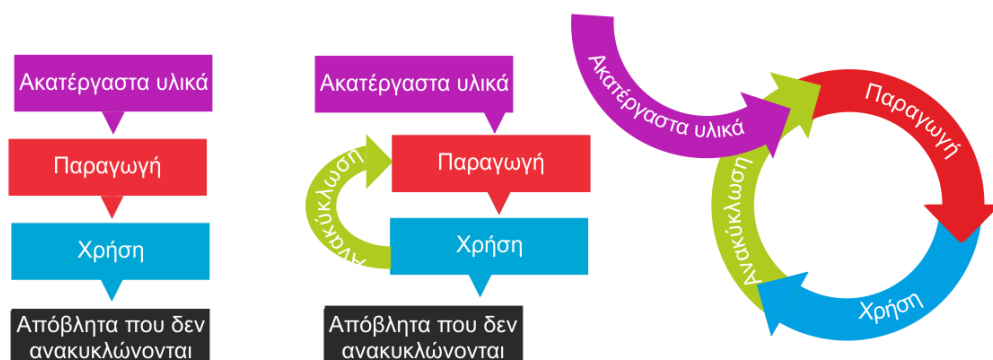 Ακατέργαστα υλικά
Παραγωγή
Χρήση
Απόβλητα που δεν
ανακυκλώνονται
Ακατέργαστα υλικά
Παραγωγή
Ανακύκλωση
Χρήση
Απόβλητα που δεν
ανακυκλώνονται
Ακατέργαστα υλικά
Παραγωγή
Χρήση
Ανακύκλωση